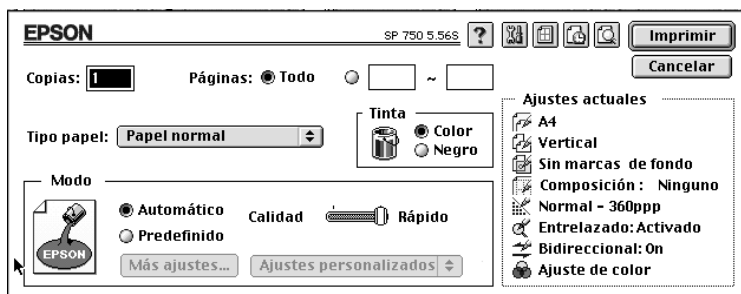 EPSON SP 750 5.56S ? Imprimir
Cancelar
Copias: 1 Páginas: Todo ~
Tipo papel: Papel normal
Tinta
Color
Negro
Modo
EPSON
Automático
Predefinido
Calidad Rápido
Más ajustes... Ajustes personalizados
Ajustes actuales
A4
Vertical
Sin marcas de fondo
Composición : Ninguno
Normal - 360ppp
Entrelazado: Activado
Bidireccional: On
Ajuste de color